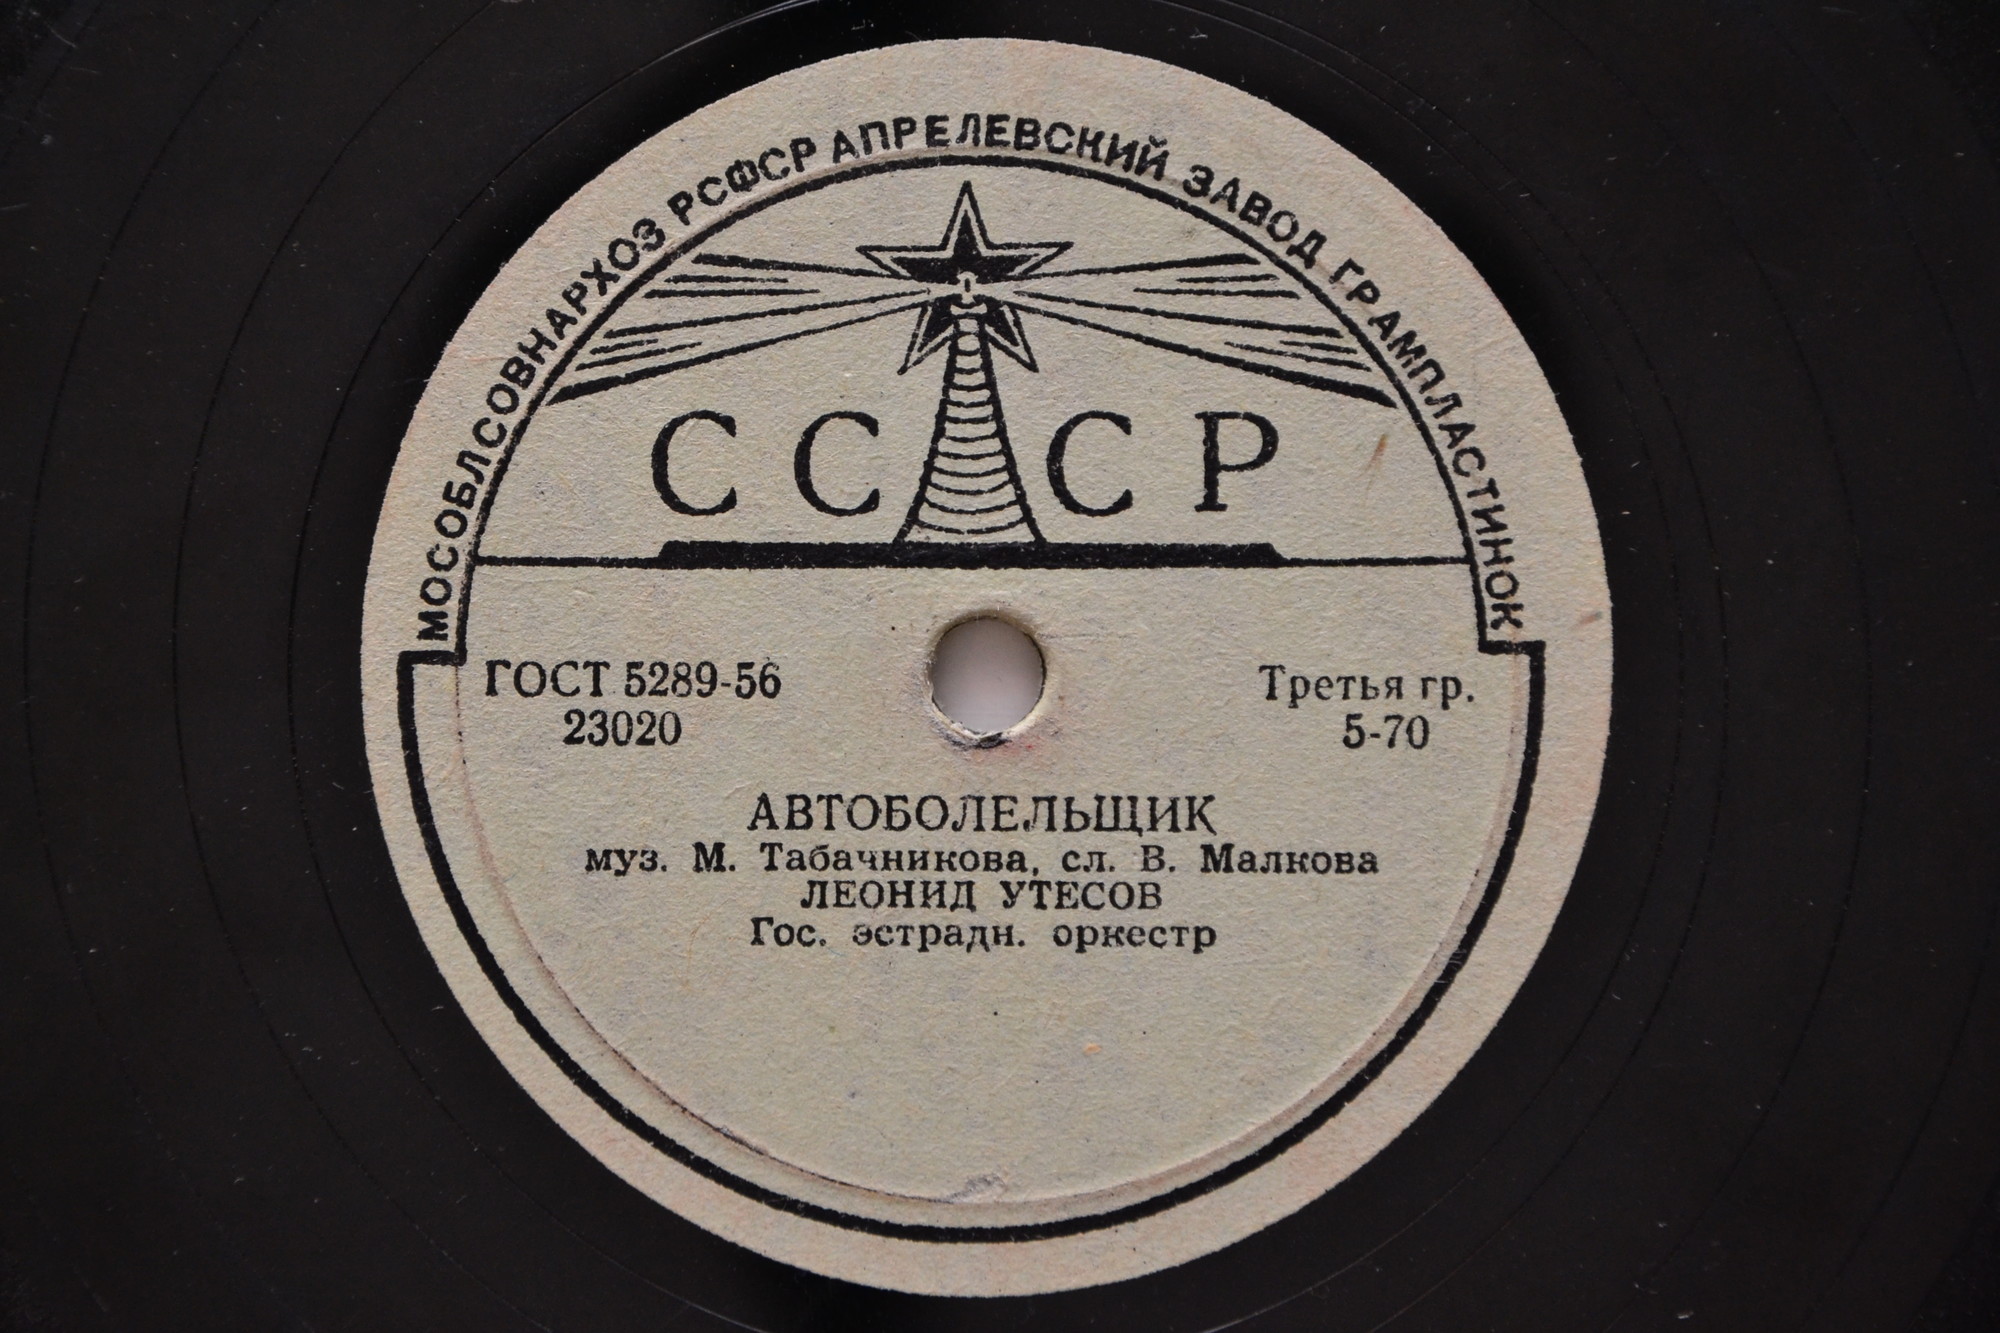 МОСОБЛСОВНАРХОЗ РСФСР АПРЕЛЕВСКИЙ ЗАВОД ГРАМПЛАСТИНОК
СССР
ГОСТ 5289-56
23020
Третья гр.
5-70
АВТОБОЛЕЛЬЩИК
муз. М. Табачникова, сл. В. Малкова
ЛЕОНИД УТЕСОВ
Гос. эстрадн. оркестр